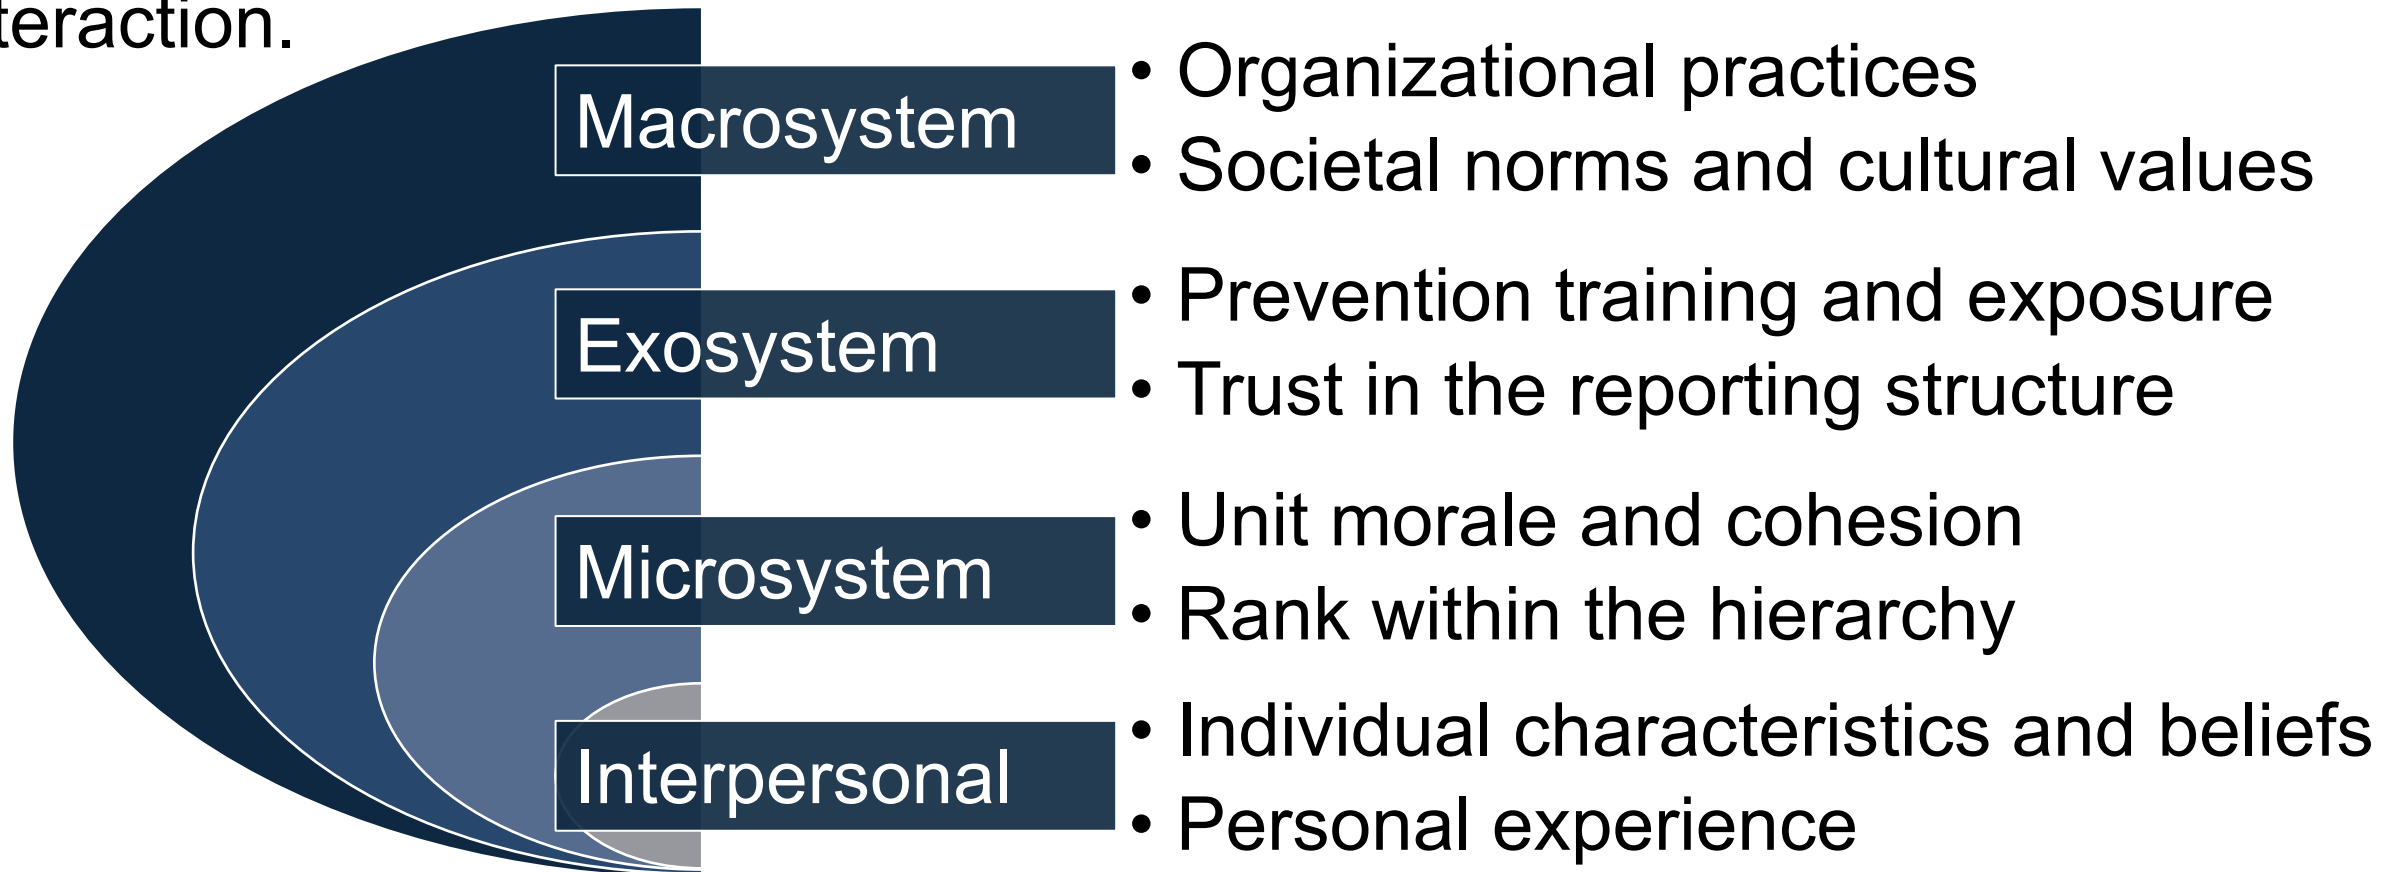 teraction.
Macrosystem
• Organizational practices
• Societal norms and cultural values
Exosystem
• Prevention training and exposure
• Trust in the reporting structure
Microsystem
• Unit morale and cohesion
• Rank within the hierarchy
Interpersonal
• Individual characteristics and beliefs
• Personal experience